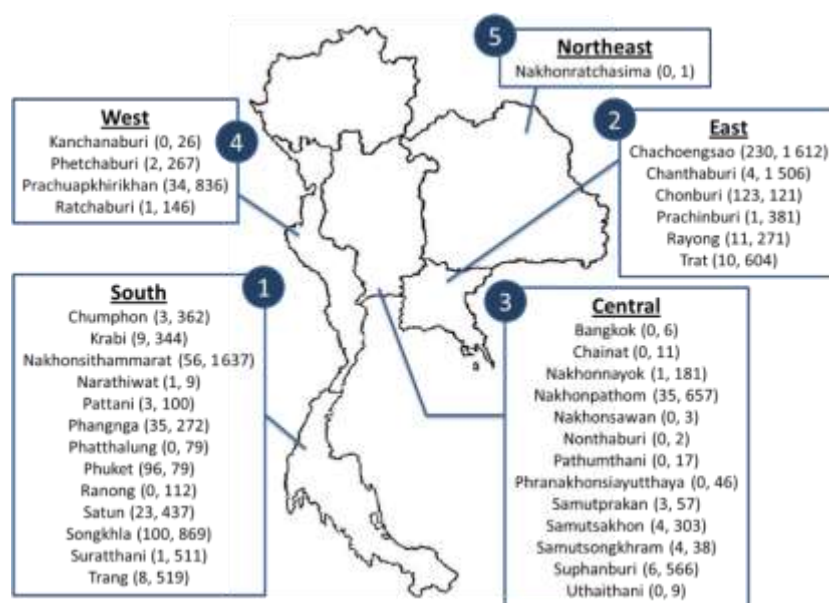 5
Northeast
Nakhonratchasima (0, 1)
West
Kanchanaburi (0, 26)
Phetchaburi (2, 267)
Prachuapkhirikhan (34, 836)
Ratchaburi (1, 146)
4
2
East
Chachoengsao (230, 1 612)
Chanthaburi (4, 1 506)
Chonburi (123, 121)
Prachinburi (1, 381)
Rayong (11, 271)
Trat (10, 604)
1
South
Chumphon (3, 362)
Krabi (9, 344)
Nakhonsithammarat (56, 1637)
Narathiwat (1, 9)
Pattani (3, 100)
Phangnga (35, 272)
Phatthalung (0, 79)
Phuket (96, 79)
Ranong (0, 112)
Satun (23, 437)
Songkhla (100, 869)
Suratthani (1, 511)
Trang (8, 519)
3
Central
Bangkok (0, 6)
Chainat (0, 11)
Nakhonnayok (1, 181)
Nakhonpathom (35, 657)
Nakhonsawan (0, 3)
Nonthaburi (0, 2)
Pathumthani (0, 17)
Phranakhonsiayutthaya (0, 46)
Samutprakan (3, 57)
Samutsakhon (4, 303)
Samutsongkhram (4, 38)
Suphanburi (6, 566)
Uthaithani (0, 9)